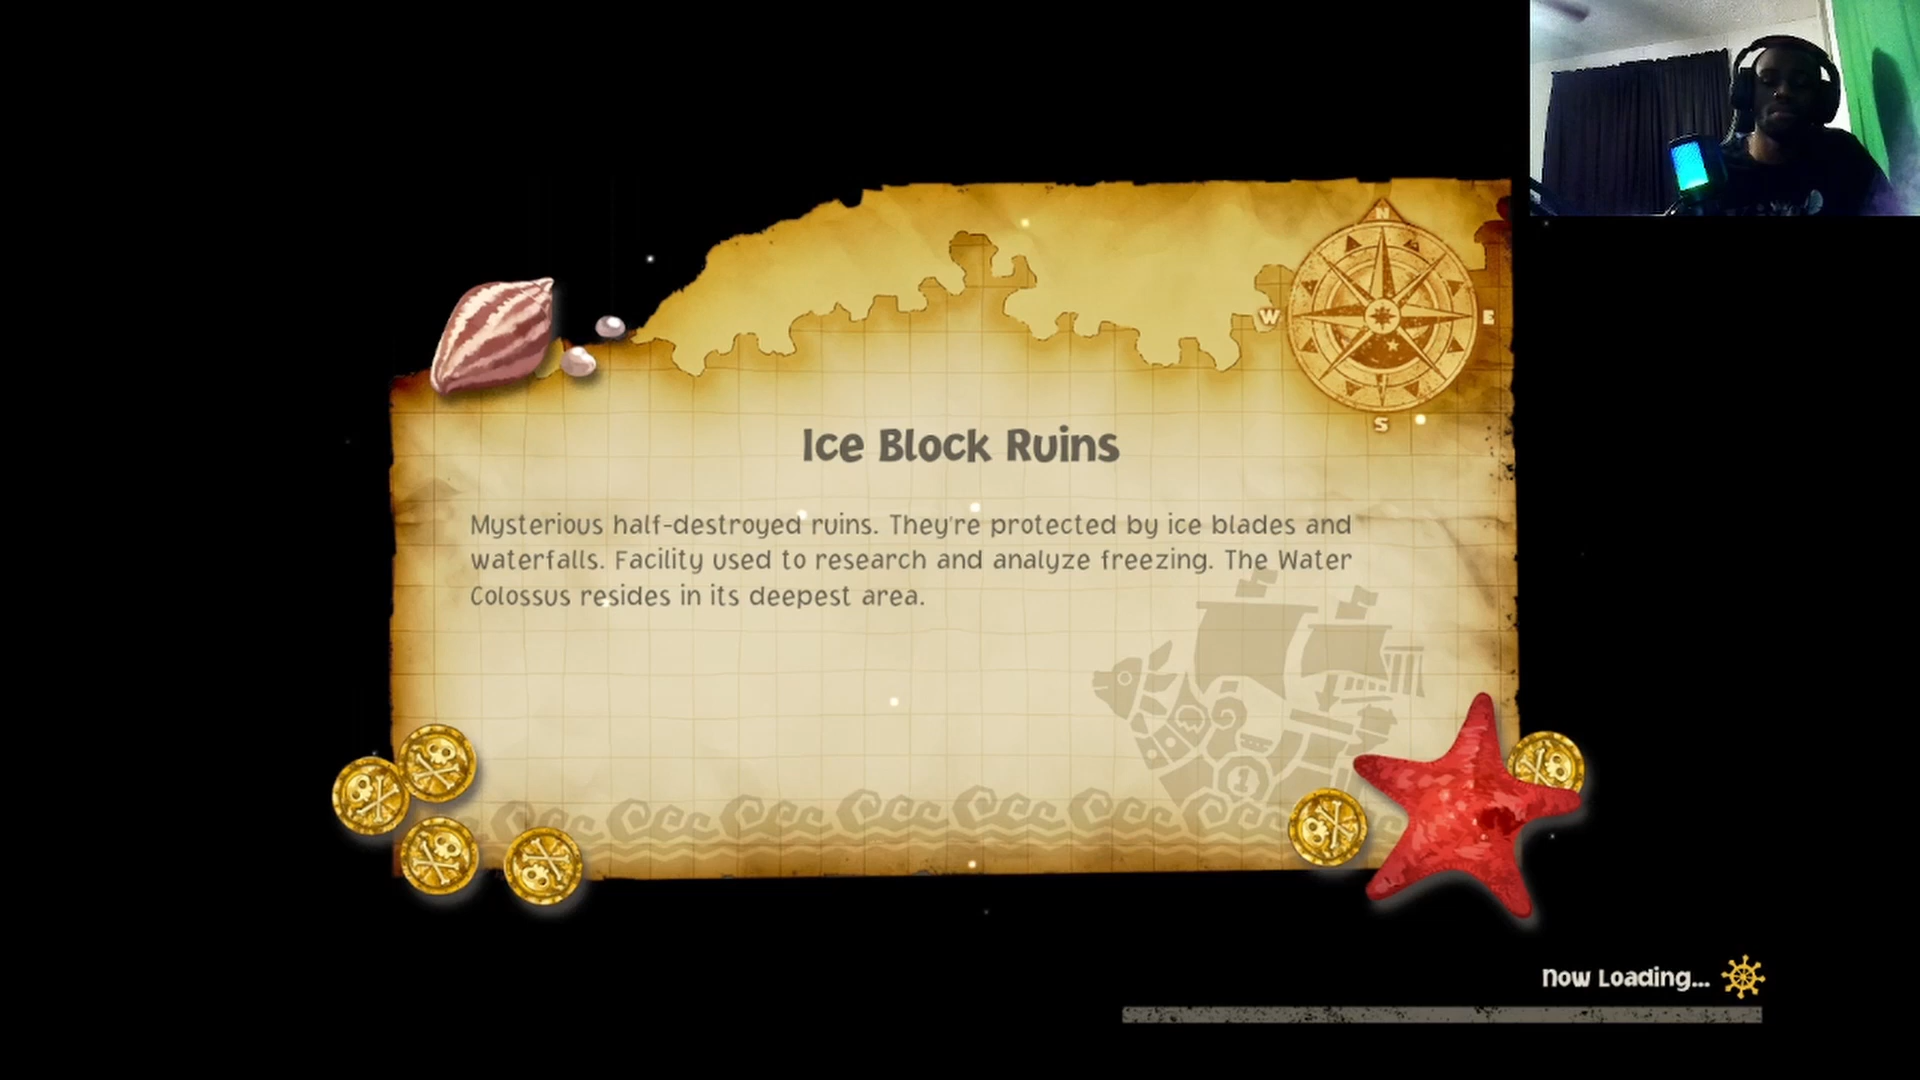 N
W
E
S
Ice Block Ruins
Mysterious half-destroyed ruins. They're protected by ice blades and
waterfalls. Facility used to research and analyze freezing. The Water
Colossus resides in its deepest area.
1
Now Loading...